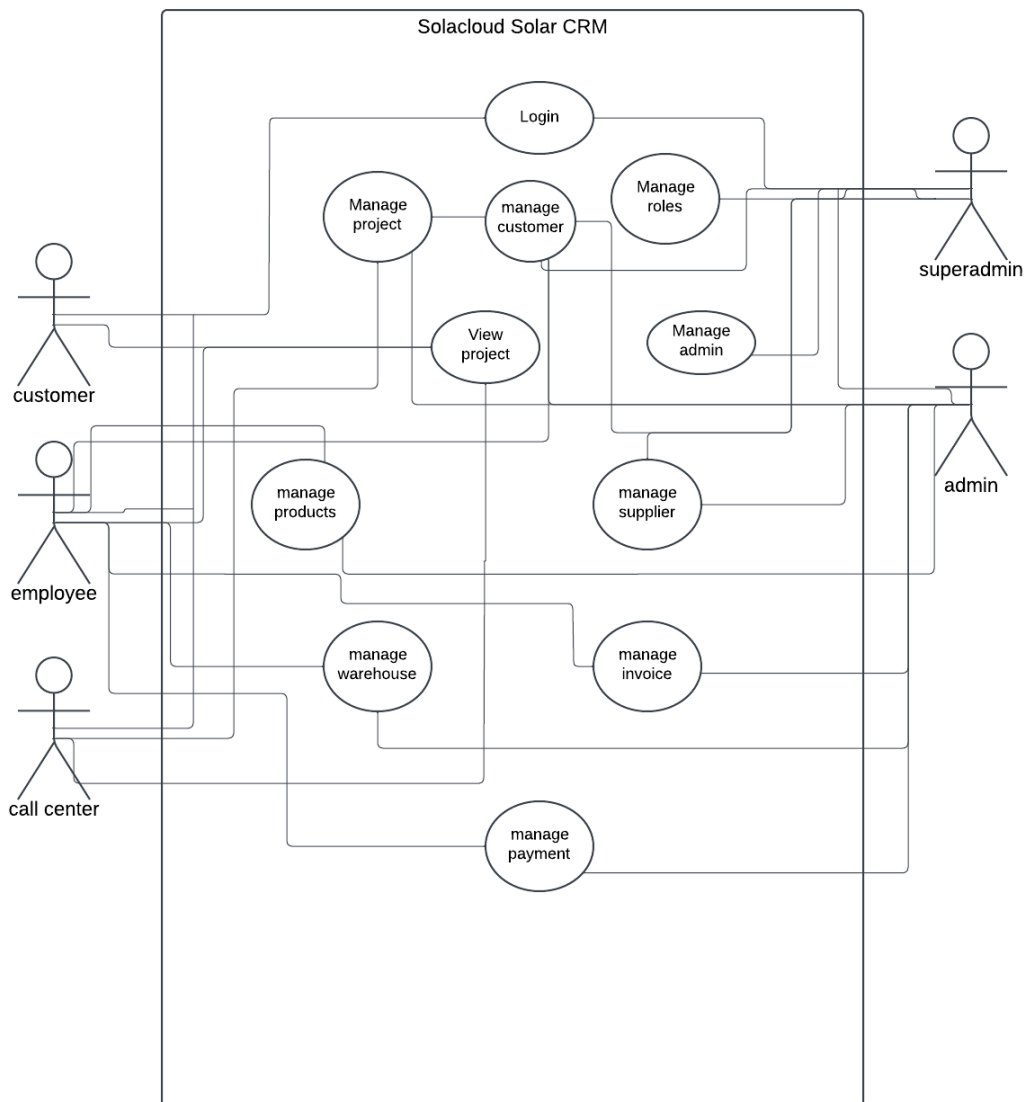 Solacloud Solar CRM
Login
Manage
roles
Manage
project
manage
customer
superadmin
View
project
Manage
admin
customer
admin
manage
products
manage
supplier
employee
manage
warehouse
manage
invoice
call center
manage
payment